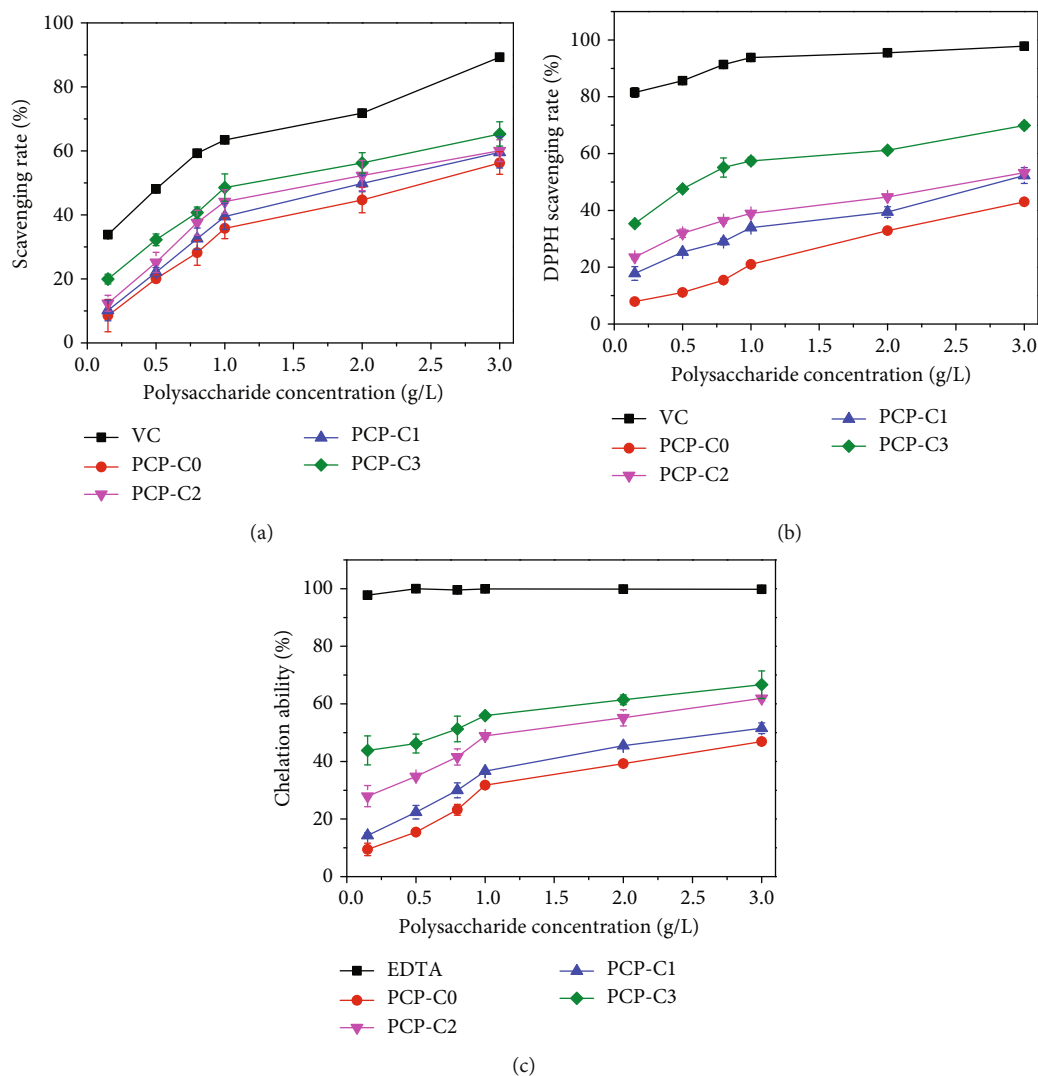 100
80
60
40
20
0
Scavenging rate (%)
0.0 0.5 1.0 1.5 2.0 2.5 3.0
Polysaccharide concentration (g/L)
VC
PCP-C0
PCP-C2
PCP-C1
PCP-C3
(a)
100
80
60
40
20
0
DPPH scavenging rate (%)
0.0 0.5 1.0 1.5 2.0 2.5 3.0
Polysaccharide concentration (g/L)
VC
PCP-C0
PCP-C2
PCP-C1
PCP-C3
(b)
100
80
60
40
20
0
Chelation ability (%)
0.0 0.5 1.0 1.5 2.0 2.5 3.0
Polysaccharide concentration (g/L)
EDTA
PCP-C0
PCP-C2
PCP-C1
PCP-C3
(c)